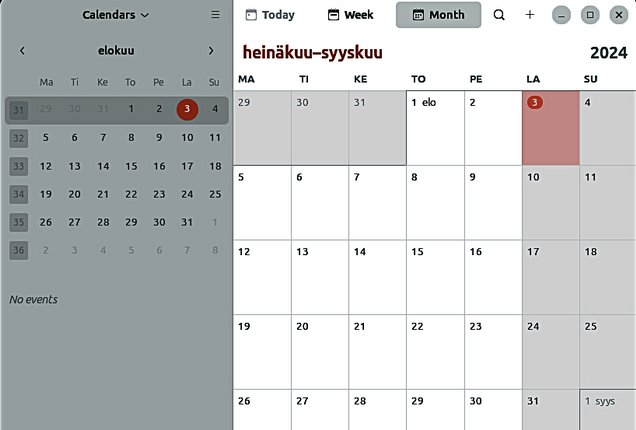 Calendars
elokuu
Ma Ti Ke To Pe La Su
31 29 30 31 1 2 3 4
32 5 6 7 8 9 10 11
33 12 13 14 15 16 17 18
34 19 20 21 22 23 24 25
35 26 27 28 29 30 31 1
36 2 3 4 5 6 7 8
No events
Today Week Month
heinäkuu–syyskuu 2024
MA TI KE TO PE LA SU
29 30 31 1 elo 2 3 4
5 6 7 8 9 10 11
12 13 14 15 16 17 18
19 20 21 22 23 24 25
26 27 28 29 30 31 1 syys